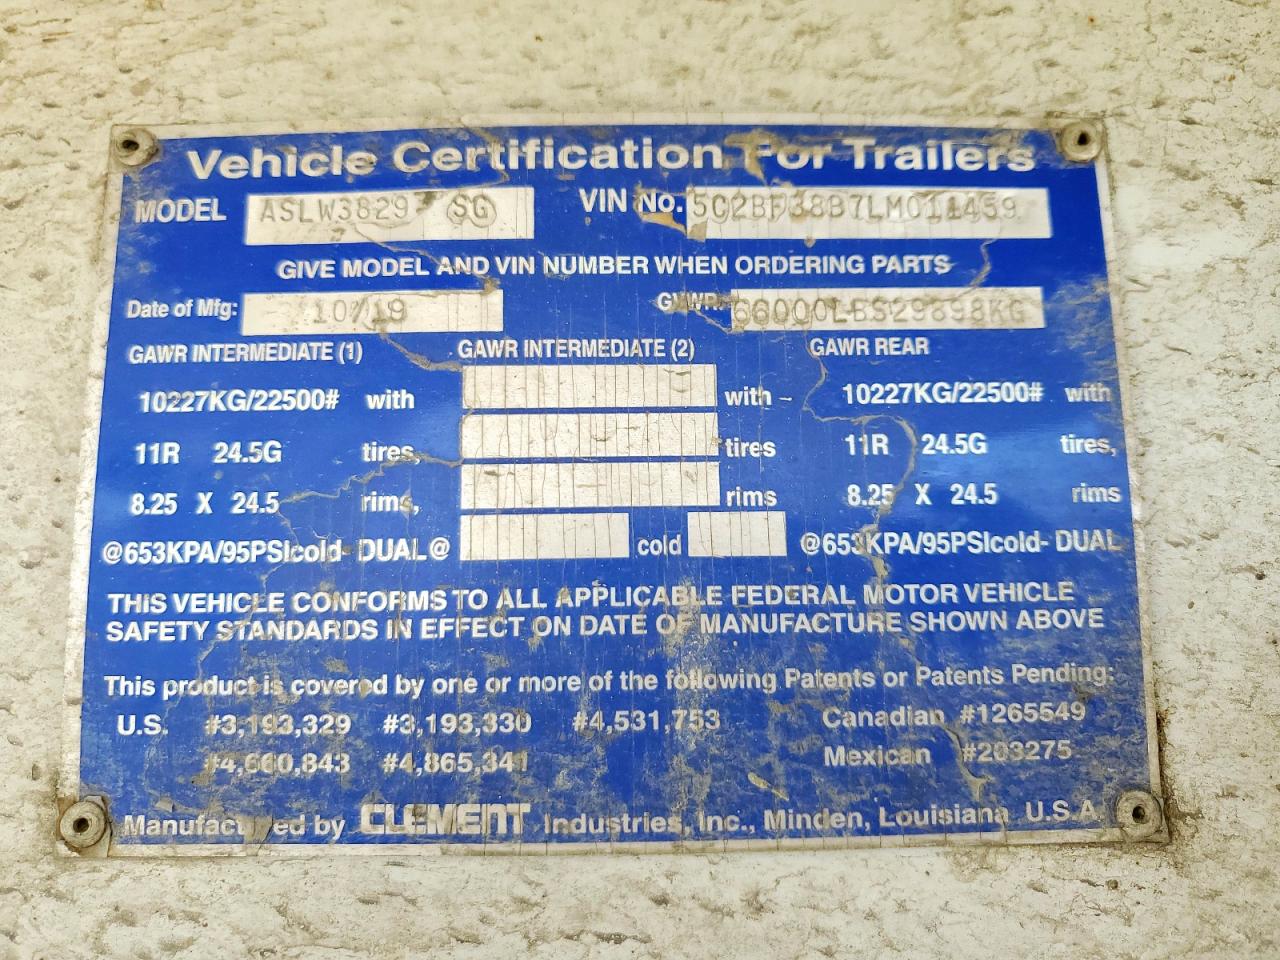 Vehicle Certification For Trailers
MODEL ASLW3829 SG VIN No. 5C2BF38B7LM011459
GIVE MODEL AND VIN NUMBER WHEN ORDERING PARTS
Date of Mfg: 10/19 GVWR: 66000LBS29898KG
GAWR INTERMEDIATE (1) GAWR INTERMEDIATE (2) GAWR REAR
10227KG/22500# with with 10227KG/22500# with
11R 24.5G tires, tires 11R 24.5G tires,
8.25 X 24.5 rims, rims 8.25 X 24.5 rims
@653KPA/95PSIcold- DUAL@ cold @653KPA/95PSIcold- DUAL
THIS VEHICLE CONFORMS TO ALL APPLICABLE FEDERAL MOTOR VEHICLE
SAFETY STANDARDS IN EFFECT ON DATE OF MANUFACTURE SHOWN ABOVE
This product is covered by one or more of the following Patents or Patents Pending:
U.S. #3,193,329 #3,193,330 #4,531,753 Canadian #1265549
#4,660,843 #4,865,341 Mexican #203275
Manufactured by CLEMENT Industries, Inc., Minden, Louisiana U.S.A.